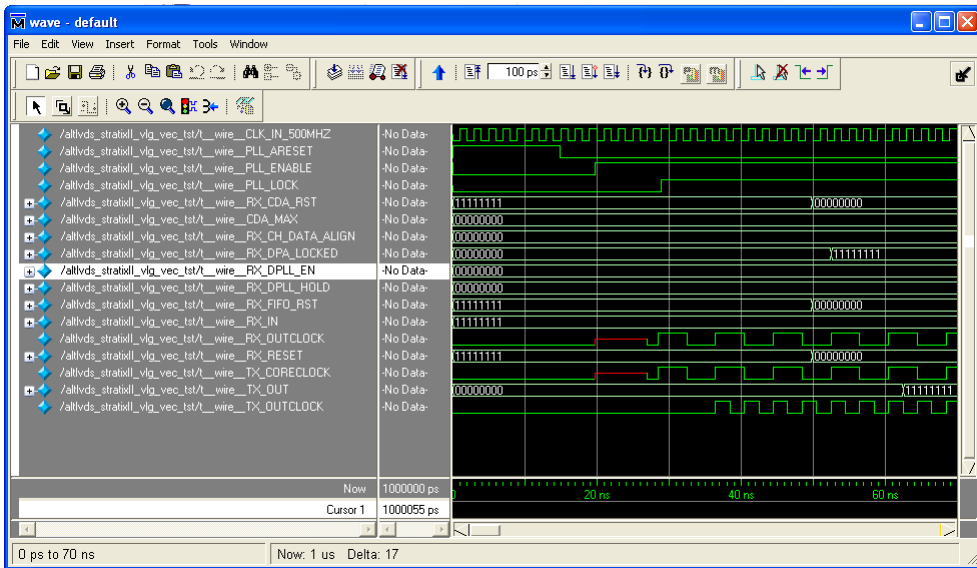 wave - default
File Edit View Insert Format Tools Window
100 ps
/altlvds_stratixII_vlg_vec_tst/t__wire__CLK_IN_500MHZ -No Data-
/altlvds_stratixII_vlg_vec_tst/t__wire__PLL_ARESET -No Data-
/altlvds_stratixII_vlg_vec_tst/t__wire__PLL_ENABLE -No Data-
/altlvds_stratixII_vlg_vec_tst/t__wire__PLL_LOCK -No Data-
/altlvds_stratixII_vlg_vec_tst/t__wire__RX_CDA_RST -No Data- 11111111 00000000
/altlvds_stratixII_vlg_vec_tst/t__wire__CDA_MAX -No Data- 00000000
/altlvds_stratixII_vlg_vec_tst/t__wire__RX_CH_DATA_ALIGN -No Data- 00000000
/altlvds_stratixII_vlg_vec_tst/t__wire__RX_DPA_LOCKED -No Data- 00000000 11111111
/altlvds_stratixII_vlg_vec_tst/t__wire__RX_DPLL_EN -No Data- 00000000
/altlvds_stratixII_vlg_vec_tst/t__wire__RX_DPLL_HOLD -No Data- 00000000
/altlvds_stratixII_vlg_vec_tst/t__wire__RX_FIFO_RST -No Data- 11111111 00000000
/altlvds_stratixII_vlg_vec_tst/t__wire__RX_IN -No Data- 11111111
/altlvds_stratixII_vlg_vec_tst/t__wire__RX_OUTCLOCK -No Data-
/altlvds_stratixII_vlg_vec_tst/t__wire__RX_RESET -No Data- 11111111 00000000
/altlvds_stratixII_vlg_vec_tst/t__wire__TX_CORECLOCK -No Data-
/altlvds_stratixII_vlg_vec_tst/t__wire__TX_OUT -No Data- 00000000 11111111
/altlvds_stratixII_vlg_vec_tst/t__wire__TX_OUTCLOCK -No Data-
Now 1000000 ps 0 20 ns 40 ns 60 ns
Cursor 1 1000055 ps
0 ps to 70 ns Now: 1 us Delta: 17